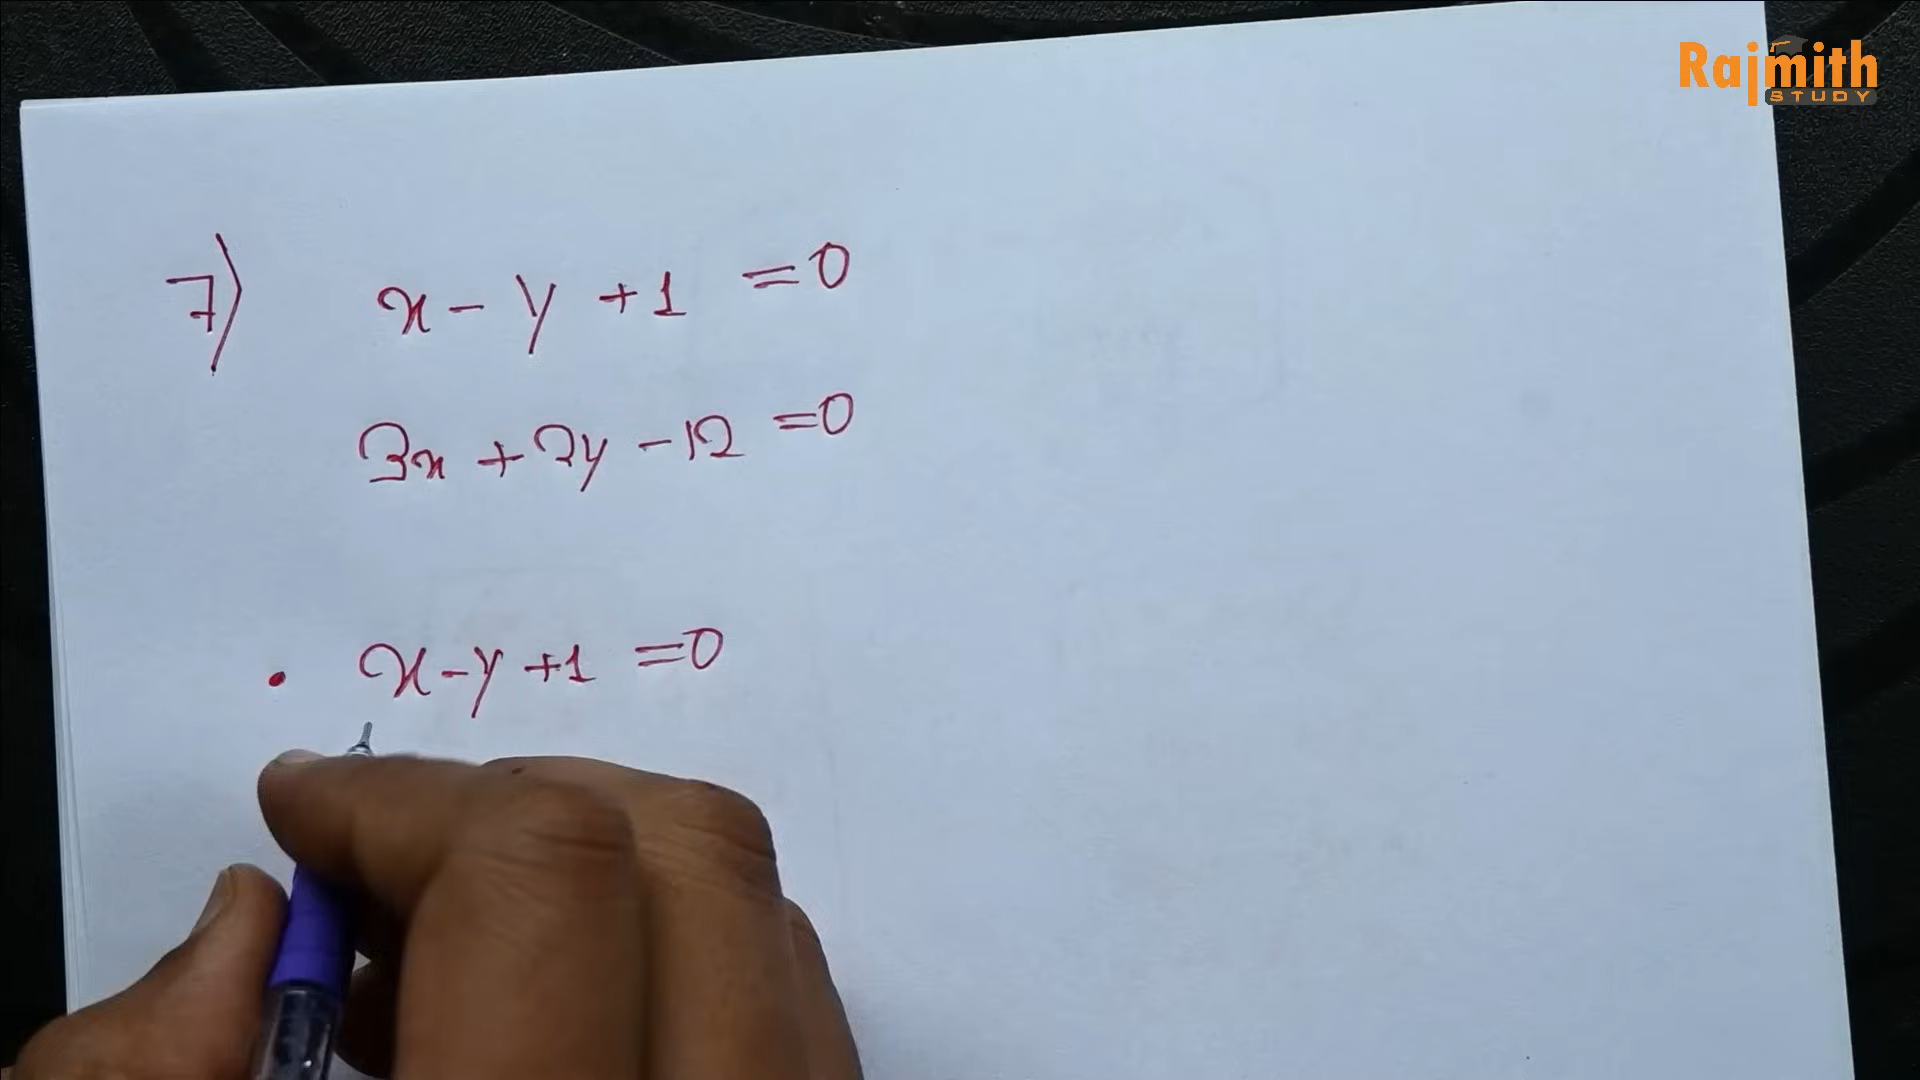 Rajmith
STUDY
7) x - y + 1 = 0
3x + 2y - 12 = 0
• x - y + 1 = 0